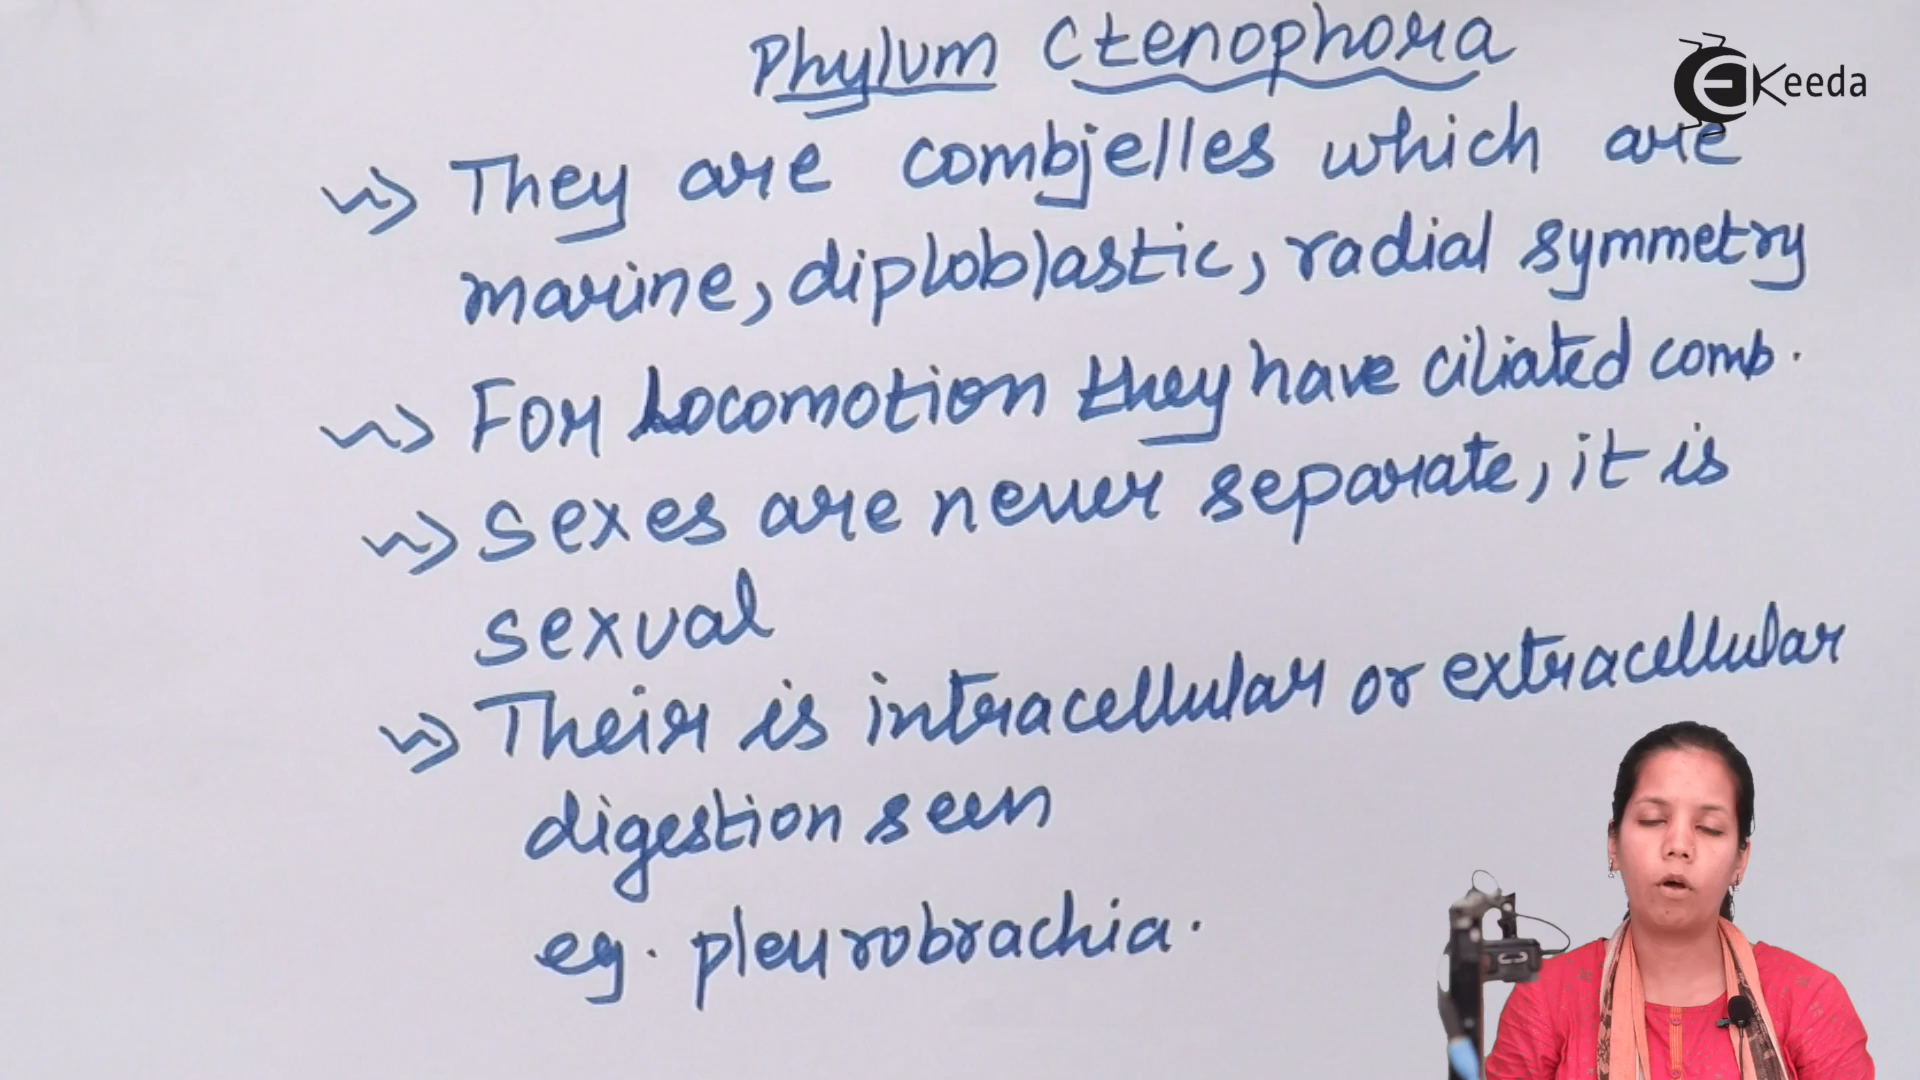 Phylum Ctenophora
EKeeda
They are combjelles which are
marine, diploblastic, radial symmetry
For Locomotion they have ciliated comb.
sexes are never separate, it is
sexual
Their is intracellular or extracellular
digestion seen
eg. pleurobrachia.